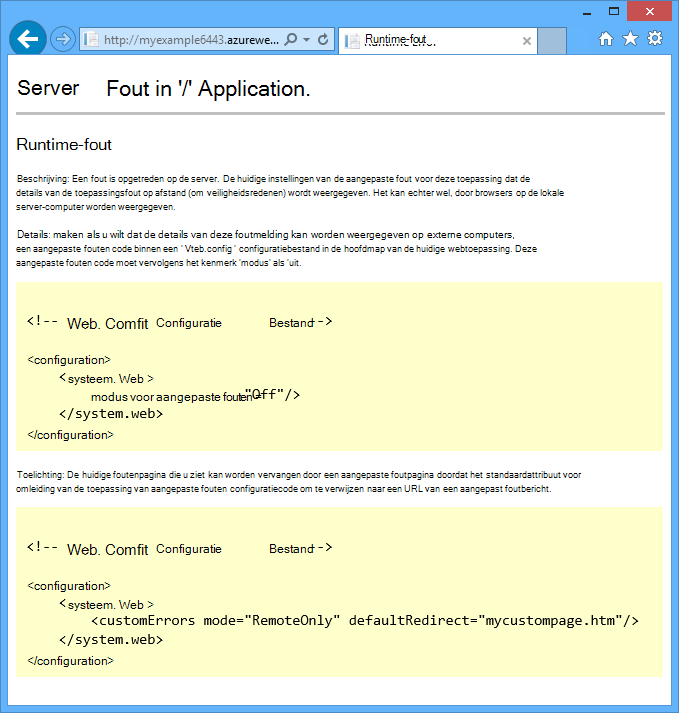 http://myexample6443.azurewe...
Runtime-fout
Server Fout in '/' Application.
Runtime-fout
Beschrijving: Een fout is opgetreden op de server. De huidige instellingen van de aangepaste fout voor deze toepassing dat de
details van de toepassingsfout op afstand (om veiligheidsredenen) wordt weergegeven. Het kan echter wel, door browsers op de lokale
server-computer worden weergegeven.
Details: maken als u wilt dat de details van deze foutmelding kan worden weergegeven op externe computers,
een aangepaste fouten code binnen een ' Vteb.config ' configuratiebestand in de hoofdmap van de huidige webtoepassing. Deze
aangepaste fouten code moet vervolgens het kenmerk 'modus' als 'uit.
<!-- Web. Comfit Configuratie Bestand -->
<configuration>
<systeem. Web >
modus voor aangepaste fouten = "Off"/>
</system.web>
</configuration>
Toelichting: De huidige foutenpagina die u ziet kan worden vervangen door een aangepaste foutpagina doordat het standaardattribuut voor
omleiding van de toepassing van aangepaste fouten configuratiecode om te verwijzen naar een URL van een aangepast foutbericht.
<!-- Web. Comfit Configuratie Bestand -->
<configuration>
<systeem. Web >
<customErrors mode="RemoteOnly" defaultRedirect="mycustompage.htm"/>
</system.web>
</configuration>